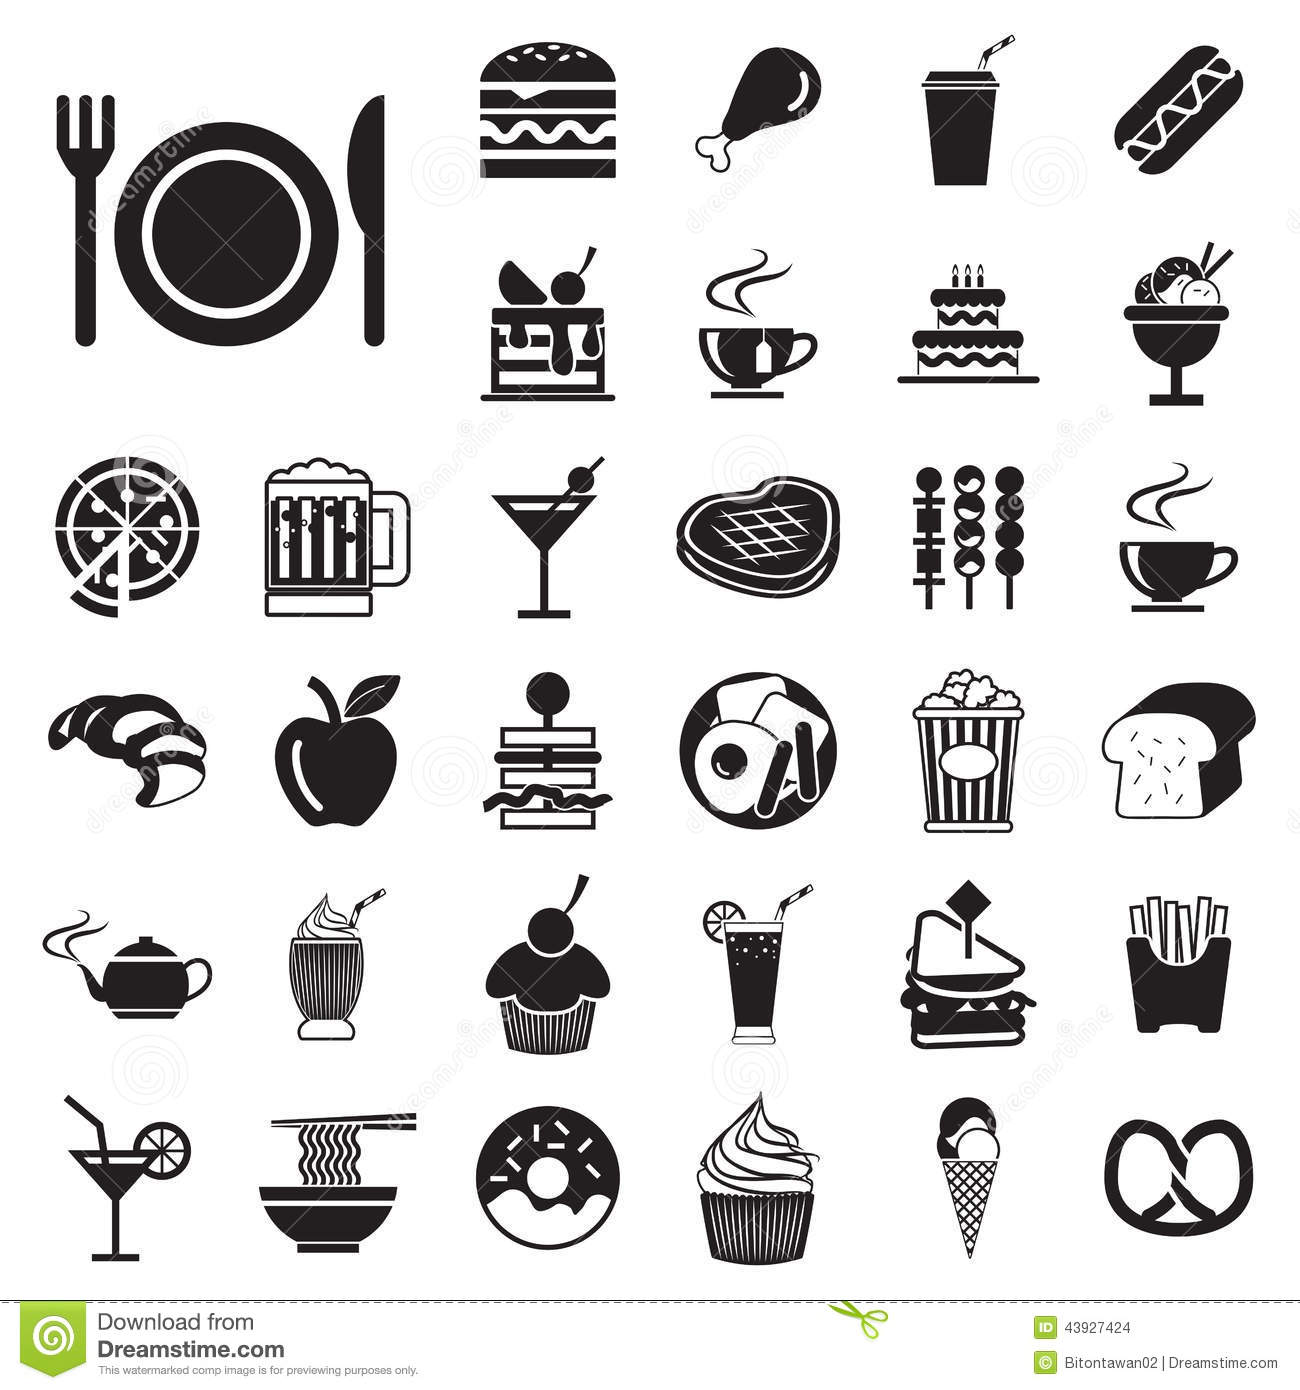 Download from
Dreamstime.com
This watermarked comp image is for previewing purposes only.
ID 43927424
© Bitontawan02 | Dreamstime.com